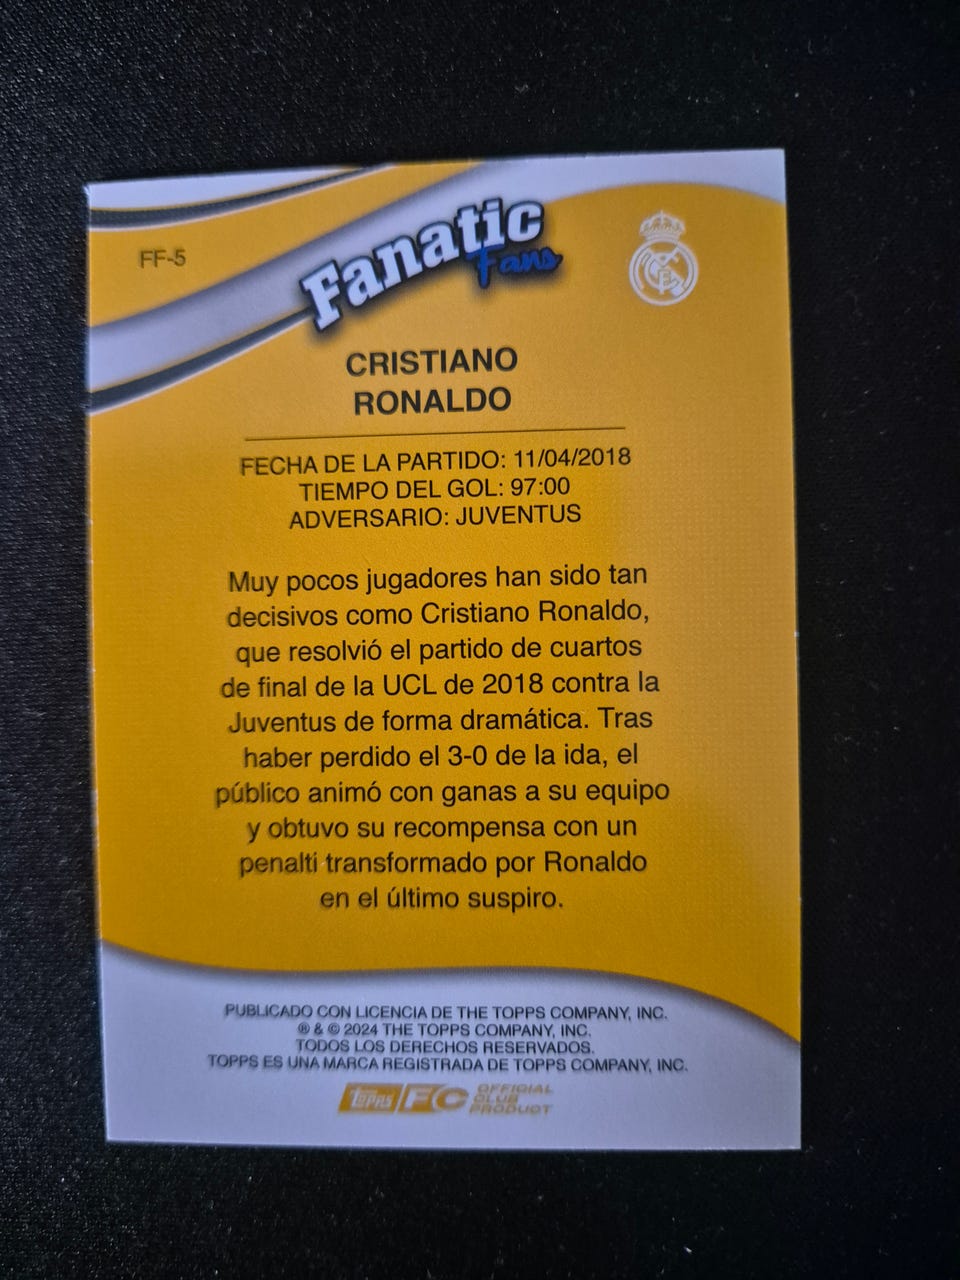 FF-5
Fanatic
Fans
CRISTIANO
RONALDO
FECHA DE LA PARTIDO: 11/04/2018
TIEMPO DEL GOL: 97:00
ADVERSARIO: JUVENTUS
Muy pocos jugadores han sido tan
decisivos como Cristiano Ronaldo,
que resolvió el partido de cuartos
de final de la UCL de 2018 contra la
Juventus de forma dramática. Tras
haber perdido el 3-0 de la ida, el
público animó con ganas a su equipo
y obtuvo su recompensa con un
penalti transformado por Ronaldo
en el último suspiro.
PUBLICADO CON LICENCIA DE THE TOPPS COMPANY, INC.
® & © 2024 THE TOPPS COMPANY, INC.
TODOS LOS DERECHOS RESERVADOS.
TOPPS ES UNA MARCA REGISTRADA DE TOPPS COMPANY, INC.
topps FC OFFICIAL
CLUB
PRODUCT